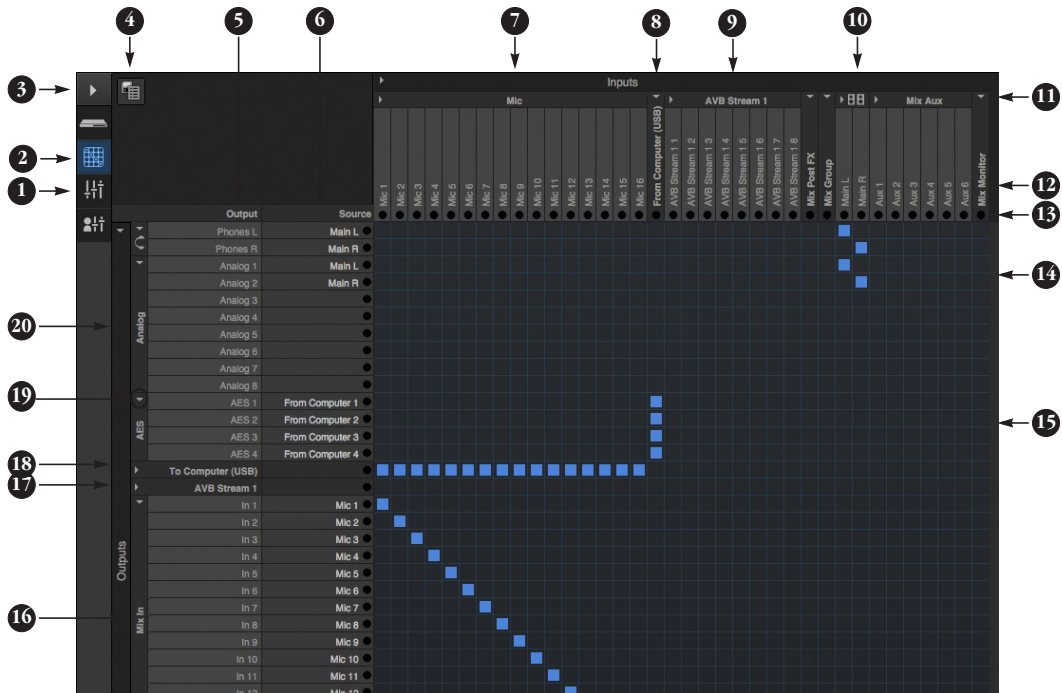 4 5 6 7 8 9 10
3 Inputs
Mic From Computer (USB) AVB Stream 1 Mix Post FX Mix Group Mix Aux Mix Monitor 11
2
1 Mic 1 Mic 2 Mic 3 Mic 4 Mic 5 Mic 6 Mic 7 Mic 8 Mic 9 Mic 10 Mic 11 Mic 12 Mic 13 Mic 14 Mic 15 Mic 16 AVB Stream 1 1 AVB Stream 1 2 AVB Stream 1 3 AVB Stream 1 4 AVB Stream 1 5 AVB Stream 1 6 AVB Stream 1 7 AVB Stream 1 8 Main L Main R Aux 1 Aux 2 Aux 3 Aux 4 Aux 5 Aux 6 12
Output Source 13
Phones L Main L
Phones R Main R
Analog 1 Main L 14
Analog 2 Main R
Analog 3
20 Analog 4
Analog
Analog 5
Analog 6
Analog 7
Analog 8
19 AES 1 From Computer 1
AES 2 From Computer 2 15
AES
AES 3 From Computer 3
AES 4 From Computer 4
18 To Computer (USB)
17 AVB Stream 1
In 1 Mic 1
In 2 Mic 2
In 3 Mic 3
In 4 Mic 4
Outputs
In 5 Mic 5
In 6 Mic 6
In 7 Mic 7
16 Mix In
In 8 Mic 8
In 9 Mic 9
In 10 Mic 10
In 11 Mic 11
In 12 Mic 12